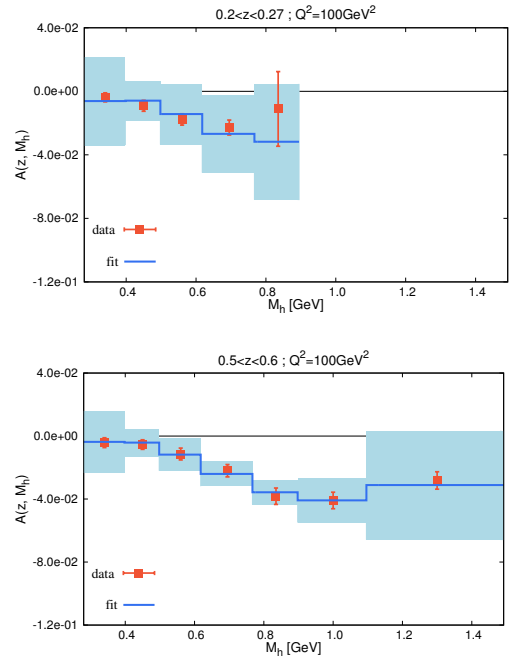 0.2<z<0.27 ; Q²=100GeV²
4.0e-02
0.0e+00
-4.0e-02
-8.0e-02
-1.2e-01
A(z, Mₕ)
data
fit
0.4 0.6 0.8 1.0 1.2 1.4
Mₕ [GeV]
0.5<z<0.6 ; Q²=100GeV²
4.0e-02
0.0e+00
-4.0e-02
-8.0e-02
-1.2e-01
A(z, Mₕ)
data
fit
0.4 0.6 0.8 1.0 1.2 1.4
Mₕ [GeV]